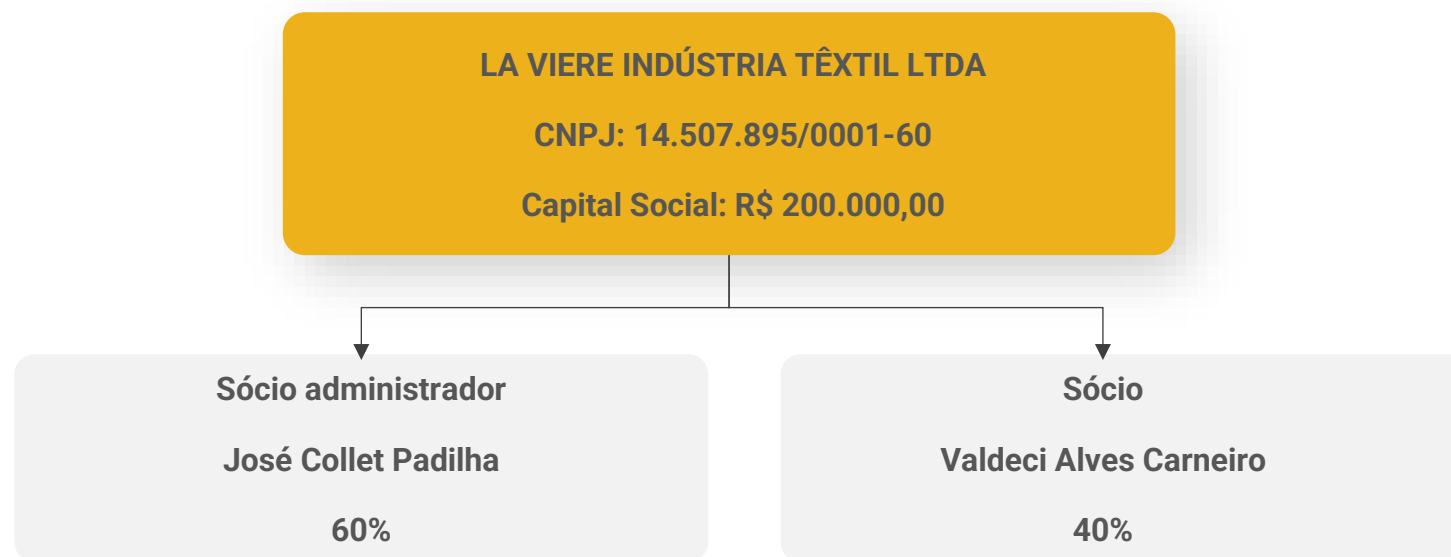 LA VIERE INDÚSTRIA TÊXTIL LTDA
CNPJ: 14.507.895/0001-60
Capital Social: R$ 200.000,00
Sócio administrador
José Collet Padilha
60%
Sócio
Valdeci Alves Carneiro
40%